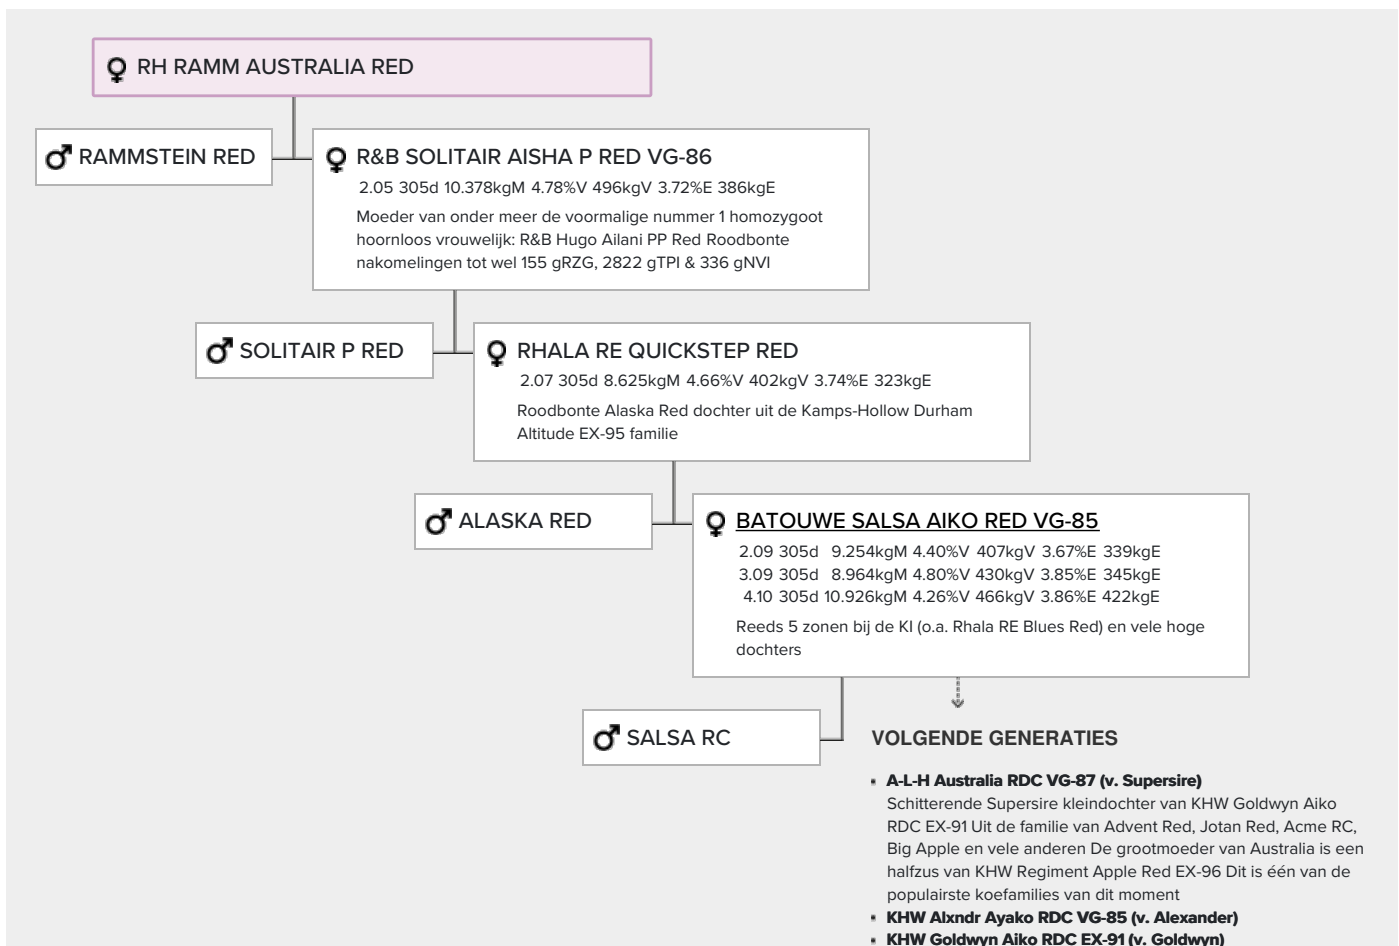 RH RAMM AUSTRALIA RED
RAMMSTEIN RED
R&B SOLITAIR AISHA P RED VG-86
2.05 305d 10.378kgM 4.78%V 496kgV 3.72%E 386kgE
Moeder van onder meer de voormalige nummer 1 homozygoot
hoornloos vrouwelijk: R&B Hugo Ailani PP Red Roodbonte
nakomelingen tot wel 155 gRZG, 2822 gTPI & 336 gNVI
SOLITAIR P RED
RHALA RE QUICKSTEP RED
2.07 305d 8.625kgM 4.66%V 402kgV 3.74%E 323kgE
Roodbonte Alaska Red dochter uit de Kamps-Hollow Durham
Altitude EX-95 familie
ALASKA RED
BATOUWE SALSA AIKO RED VG-85
2.09 305d 9.254kgM 4.40%V 407kgV 3.67%E 339kgE
3.09 305d 8.964kgM 4.80%V 430kgV 3.85%E 345kgE
4.10 305d 10.926kgM 4.26%V 466kgV 3.86%E 422kgE
Reeds 5 zonen bij de KI (o.a. Rhala RE Blues Red) en vele hoge
dochters
SALSA RC
VOLGENDE GENERATIES
▪ A-L-H Australia RDC VG-87 (v. Supersire)
Schitterende Supersire kleindochter van KHW Goldwyn Aiko
RDC EX-91 Uit de familie van Advent Red, Jotan Red, Acme RC,
Big Apple en vele anderen De grootmoeder van Australia is een
halfzus van KHW Regiment Apple Red EX-96 Dit is één van de
populairste koefamilies van dit moment
▪ KHW Alxndr Ayako RDC VG-85 (v. Alexander)
▪ KHW Goldwyn Aiko RDC EX-91 (v. Goldwyn)